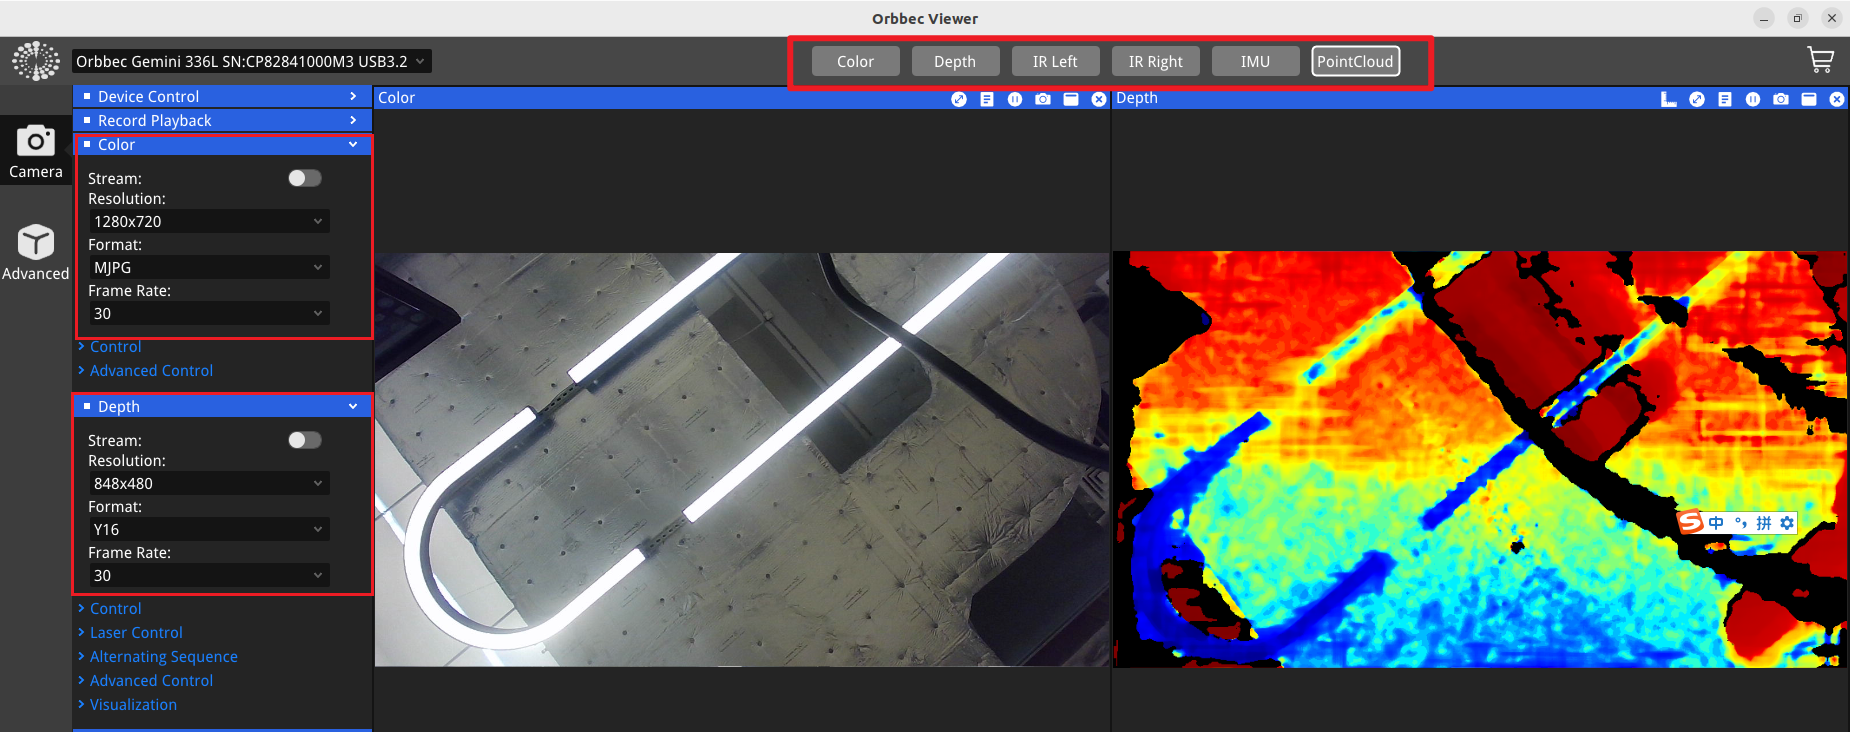 Orbbec Viewer
Orbbec Gemini 336L SN:CP82841000M3 USB3.2
Color Depth IR Left IR Right IMU PointCloud
Camera
Advanced
Device Control
Record Playback
Color
Stream:
Resolution:
1280x720
Format:
MJPG
Frame Rate:
30
Control
Advanced Control
Depth
Stream:
Resolution:
848x480
Format:
Y16
Frame Rate:
30
Control
Laser Control
Alternating Sequence
Advanced Control
Visualization
Color
Depth
S 中 °, 拼